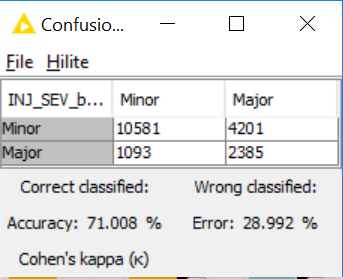 Confusio...
File Hilite
INJ_SEV_b... Minor Major
Minor 10581 4201
Major 1093 2385
Correct classified: Wrong classified:
Accuracy: 71.008 % Error: 28.992 %
Cohen's kappa (κ)